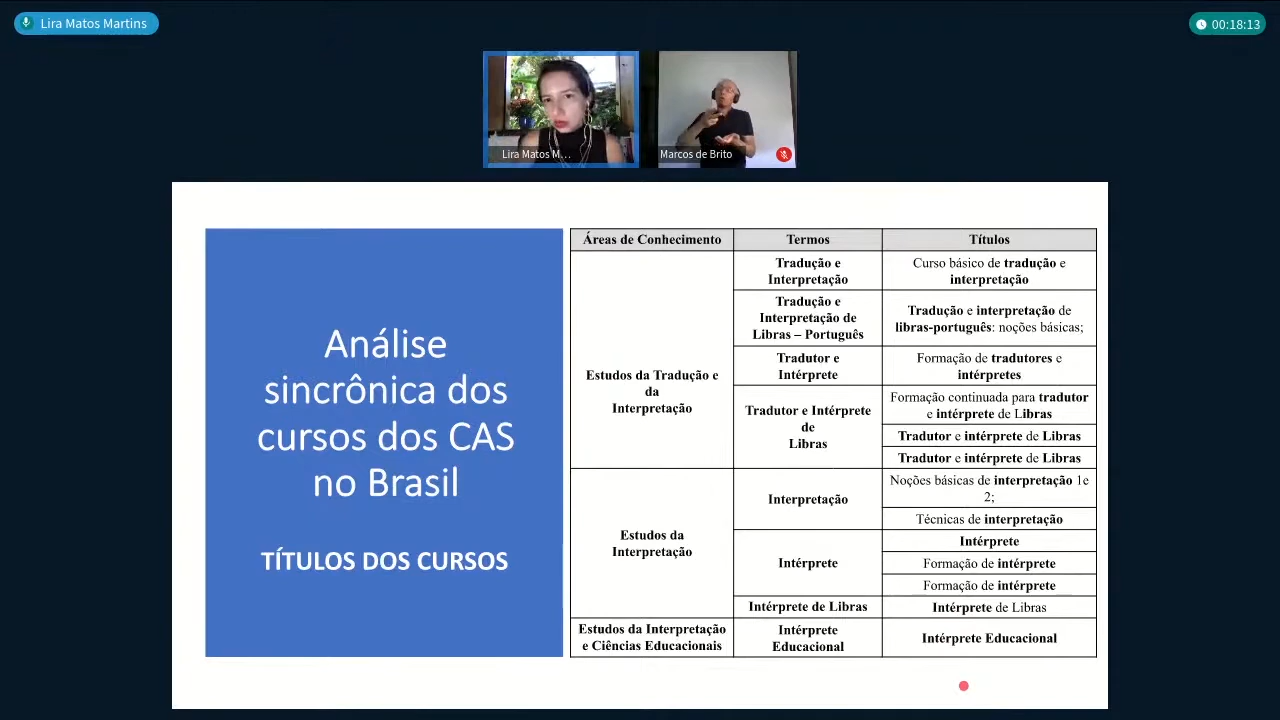 Lira Matos Martins
00:18:13
Lira Matos M...
Marcos de Brito
Análise
sincrônica dos
cursos dos CAS
no Brasil
TÍTULOS DOS CURSOS
Áreas de Conhecimento
Termos
Títulos
Estudos da Tradução e
da
Interpretação
Tradução e
Interpretação
Curso básico de tradução e
interpretação
Tradução e
Interpretação de
Libras – Português
Tradução e interpretação de
libras-português: noções básicas;
Tradutor e
Intérprete
Formação de tradutores e
intérpretes
Tradutor e Intérprete
de
Libras
Formação continuada para tradutor
e intérprete de Libras
Tradutor e intérprete de Libras
Tradutor e intérprete de Libras
Estudos da
Interpretação
Interpretação
Noções básicas de interpretação 1e
2;
Técnicas de interpretação
Intérprete
Intérprete
Formação de intérprete
Formação de intérprete
Intérprete de Libras
Intérprete de Libras
Estudos da Interpretação
e Ciências Educacionais
Intérprete
Educacional
Intérprete Educacional